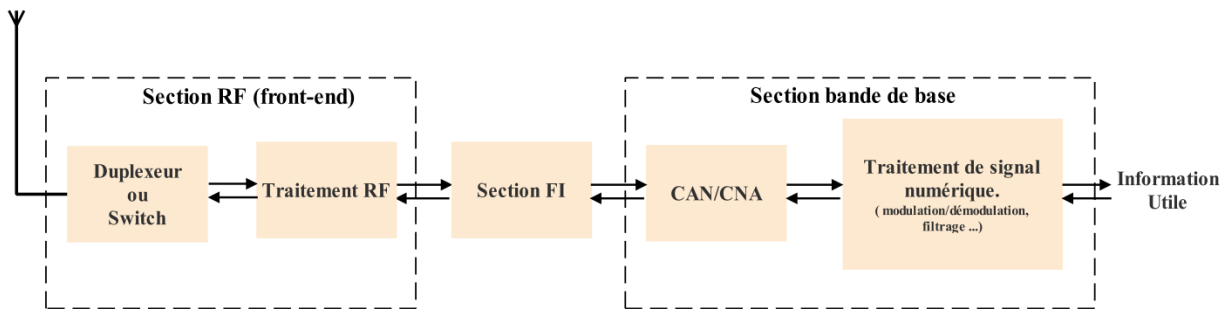 Section RF (front-end)
Duplexeur
ou
Switch
Traitement RF
Section FI
Section bande de base
CAN/CNA
Traitement de signal
numérique.
( modulation/démodulation,
filtrage ...)
Information
Utile